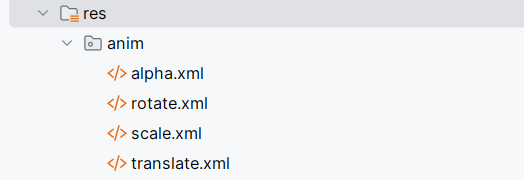 res
anim
alpha.xml
rotate.xml
scale.xml
translate.xml